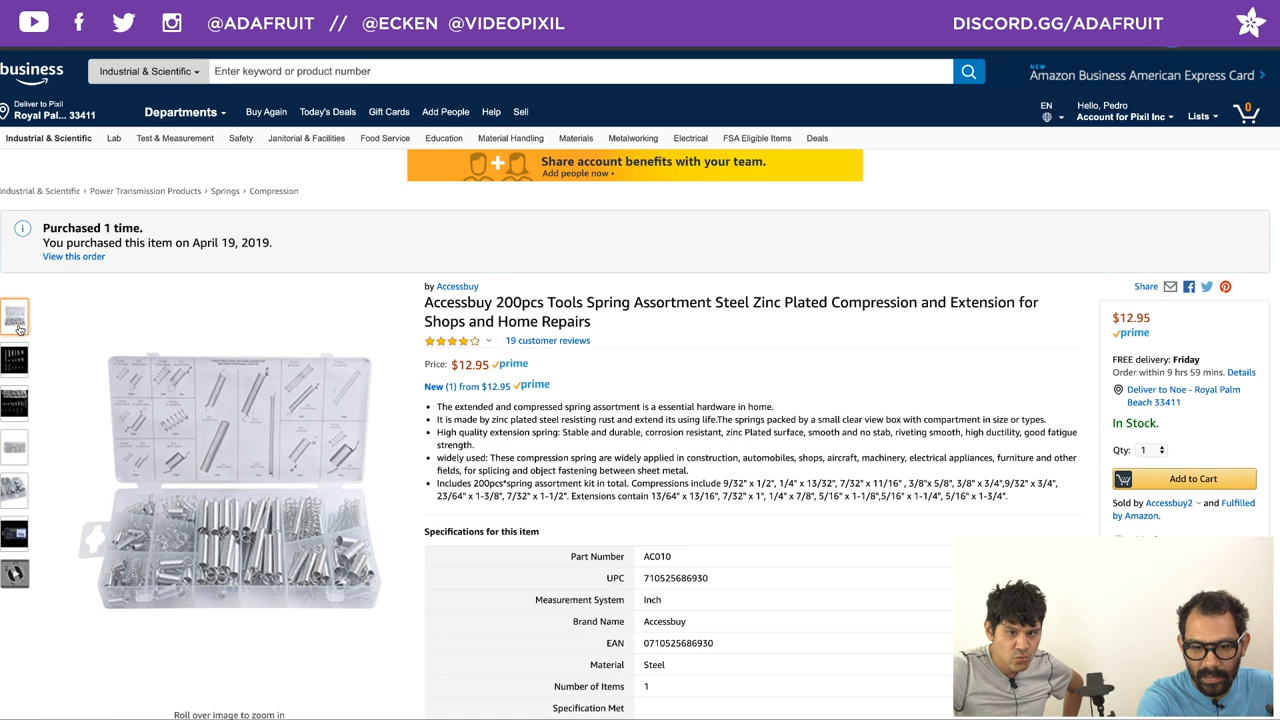 @ADAFRUIT // @ECKEN @VIDEOPIXIL
DISCORD.GG/ADAFRUIT
business
Industrial & Scientific
Enter keyword or product number
NEW
Amazon Business American Express Card
Deliver to Pixil
Royal Pal... 33411
Departments
Buy Again
Today's Deals
Gift Cards
Add People
Help
Sell
EN
Hello, Pedro
Account for Pixil Inc
Lists
0
Industrial & Scientific
Lab
Test & Measurement
Safety
Janitorial & Facilities
Food Service
Education
Material Handling
Materials
Metalworking
Electrical
FSA Eligible Items
Deals
Share account benefits with your team.
Add people now ›
Industrial & Scientific › Power Transmission Products › Springs › Compression
Purchased 1 time.
You purchased this item on April 19, 2019.
View this order
by Accessbuy
Accessbuy 200pcs Tools Spring Assortment Steel Zinc Plated Compression and Extension for
Shops and Home Repairs
19 customer reviews
Price: $12.95 prime
New (1) from $12.95 prime
• The extended and compressed spring assortment is a essential hardware in home.
• It is made by zinc plated steel resisting rust and extend its using life.The springs packed by a small clear view box with compartment in size or types.
• High quality extension spring: Stable and durable, corrosion resistant, zinc Plated surface, smooth and no stab, riveting smooth, high ductility, good fatigue
strength.
• widely used: These compression spring are widely applied in construction, automobiles, shops, aircraft, machinery, electrical appliances, furniture and other
fields, for splicing and object fastening between sheet metal.
• Includes 200pcs*spring assortment kit in total. Compressions include 9/32" x 1/2", 1/4" x 13/32", 7/32" x 11/16" , 3/8"x 5/8", 3/8" x 3/4",9/32" x 3/4",
23/64" x 1-3/8", 7/32" x 1-1/2". Extensions contain 13/64" x 13/16", 7/32" x 1", 1/4" x 7/8", 5/16" x 1-1/8",5/16" x 1-1/4", 5/16" x 1-3/4".
Specifications for this item
Part Number AC010
UPC 710525686930
Measurement System Inch
Brand Name Accessbuy
EAN 0710525686930
Material Steel
Number of Items 1
Specification Met
Roll over image to zoom in
Share
$12.95
prime
FREE delivery: Friday
Order within 9 hrs 59 mins. Details
Deliver to Noe - Royal Palm
Beach 33411
In Stock.
Qty: 1
Add to Cart
Sold by Accessbuy2 and Fulfilled
by Amazon.